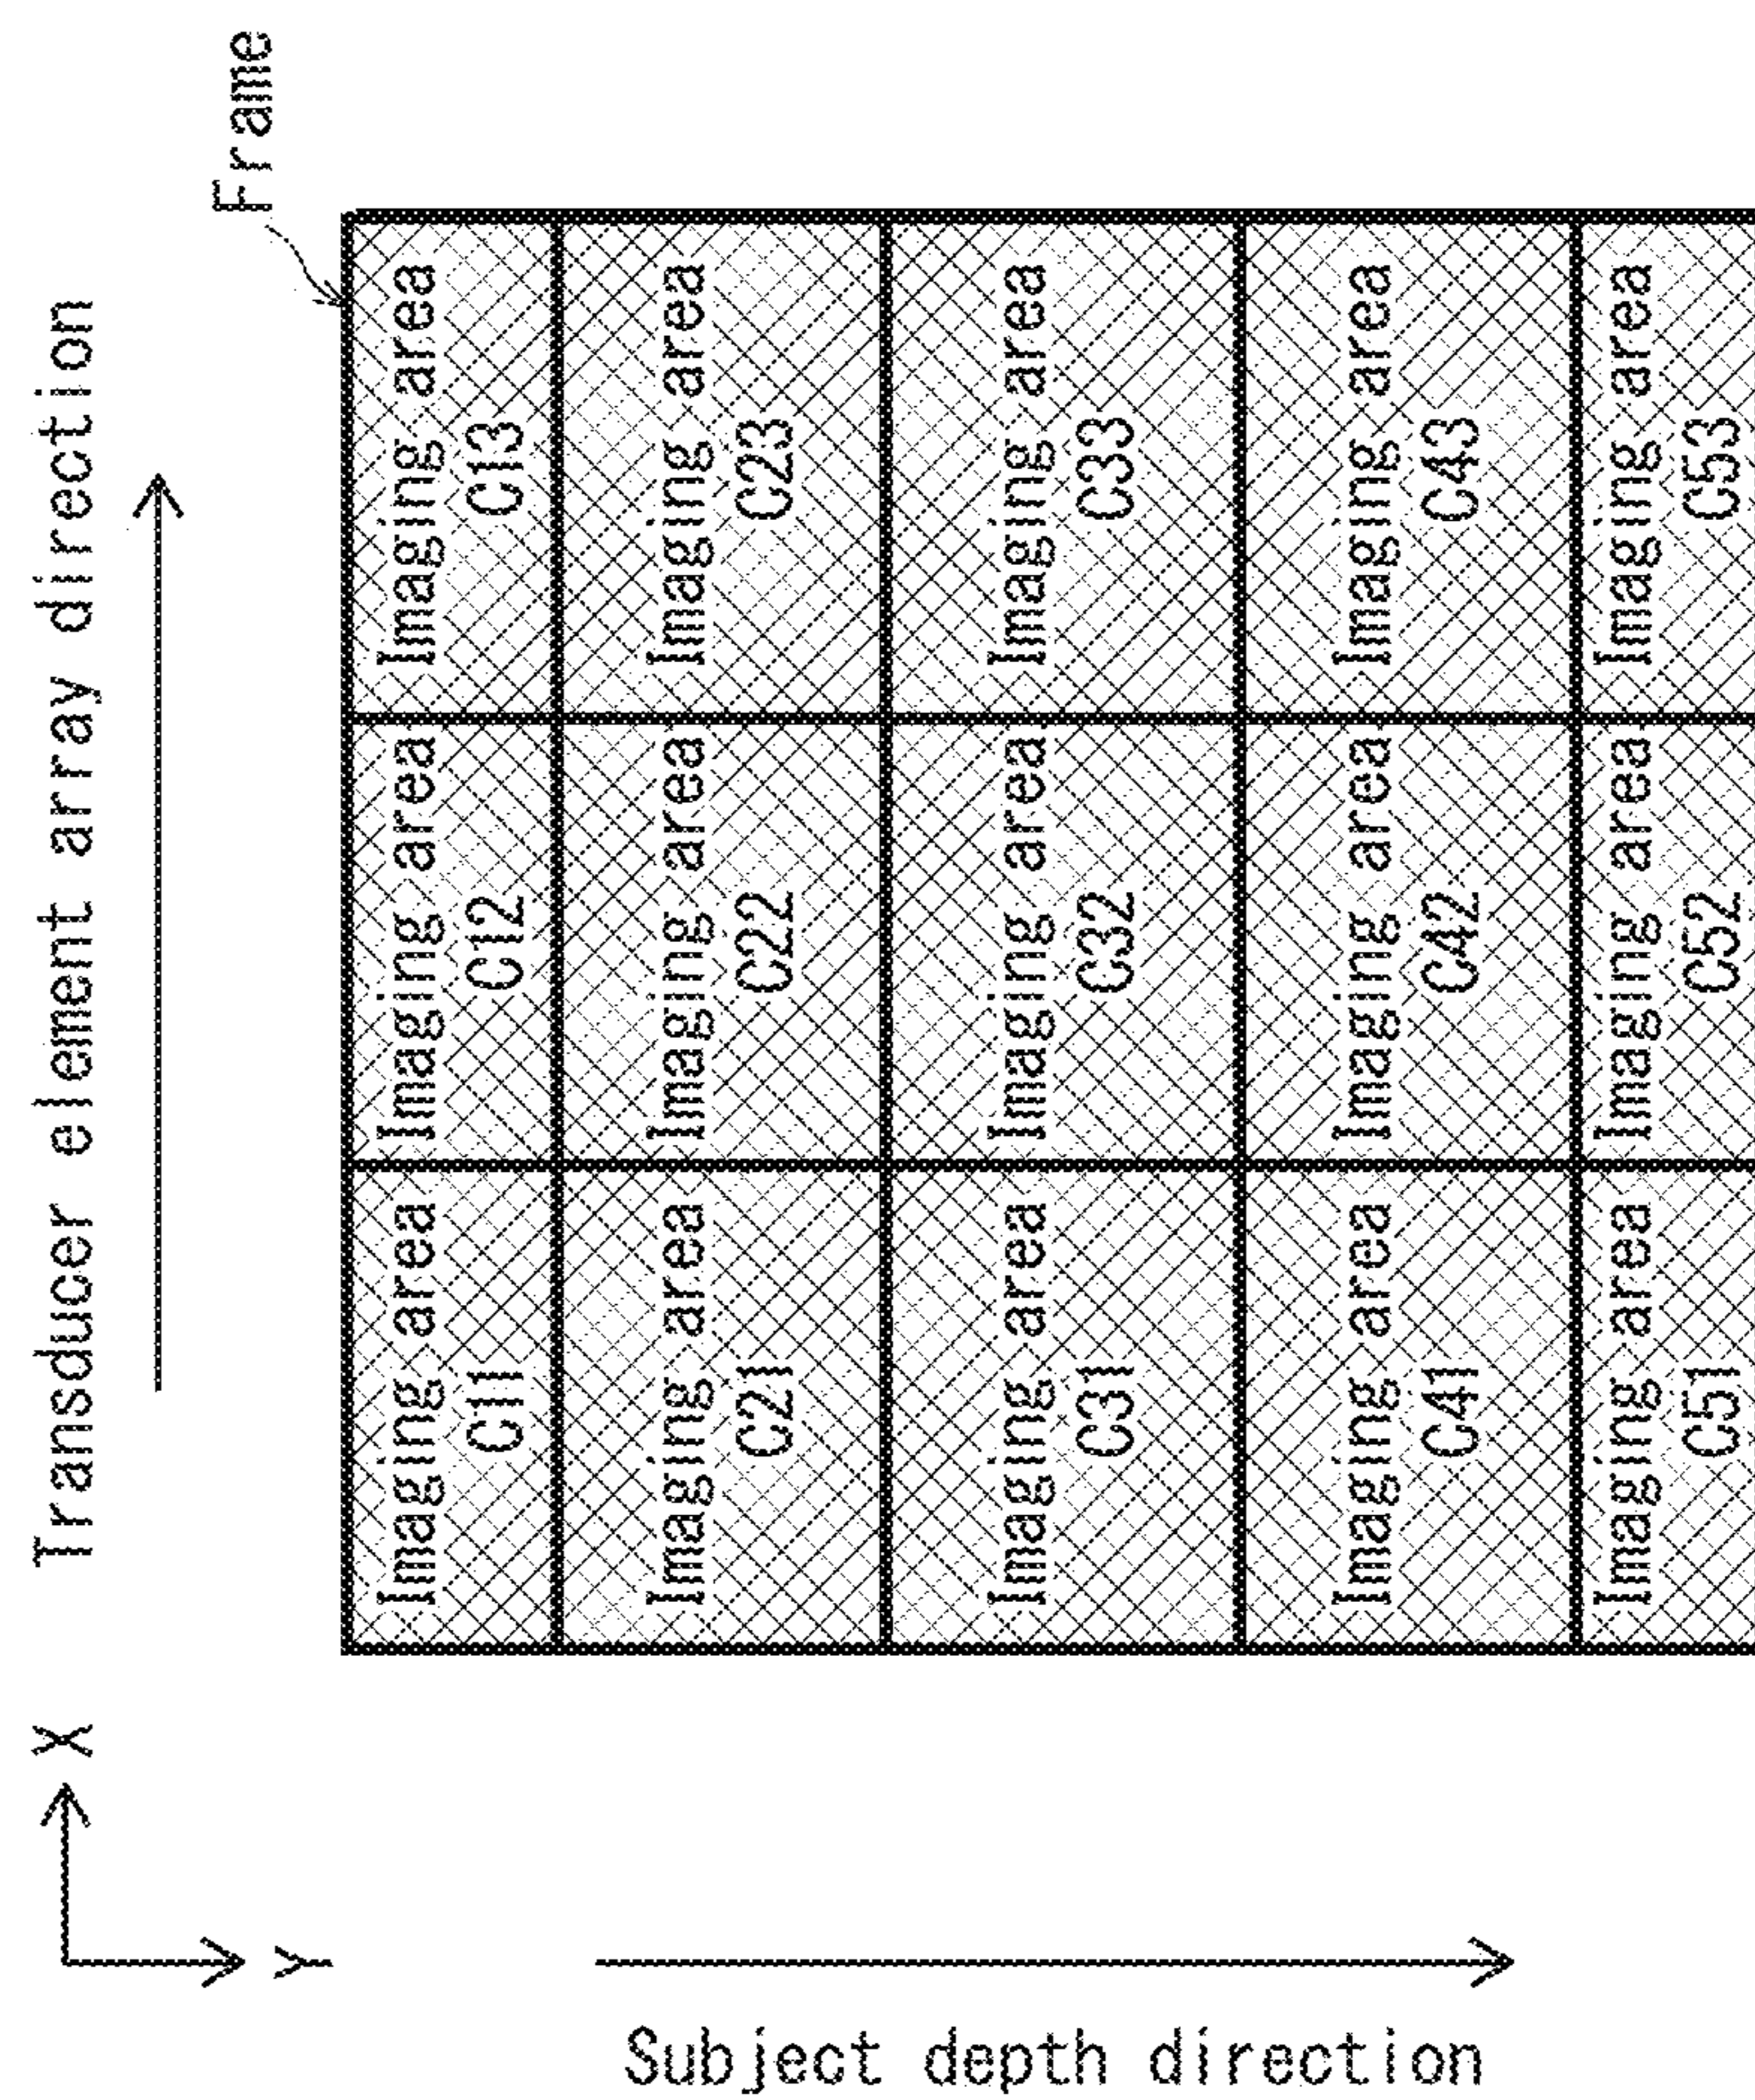 X
Y
Transducer element array direction
Subject depth direction
Frame
Imaging area
C11
Imaging area
C12
Imaging area
C13
Imaging area
C21
Imaging area
C22
Imaging area
C23
Imaging area
C31
Imaging area
C32
Imaging area
C33
Imaging area
C41
Imaging area
C42
Imaging area
C43
Imaging area
C51
Imaging area
C52
Imaging area
C53